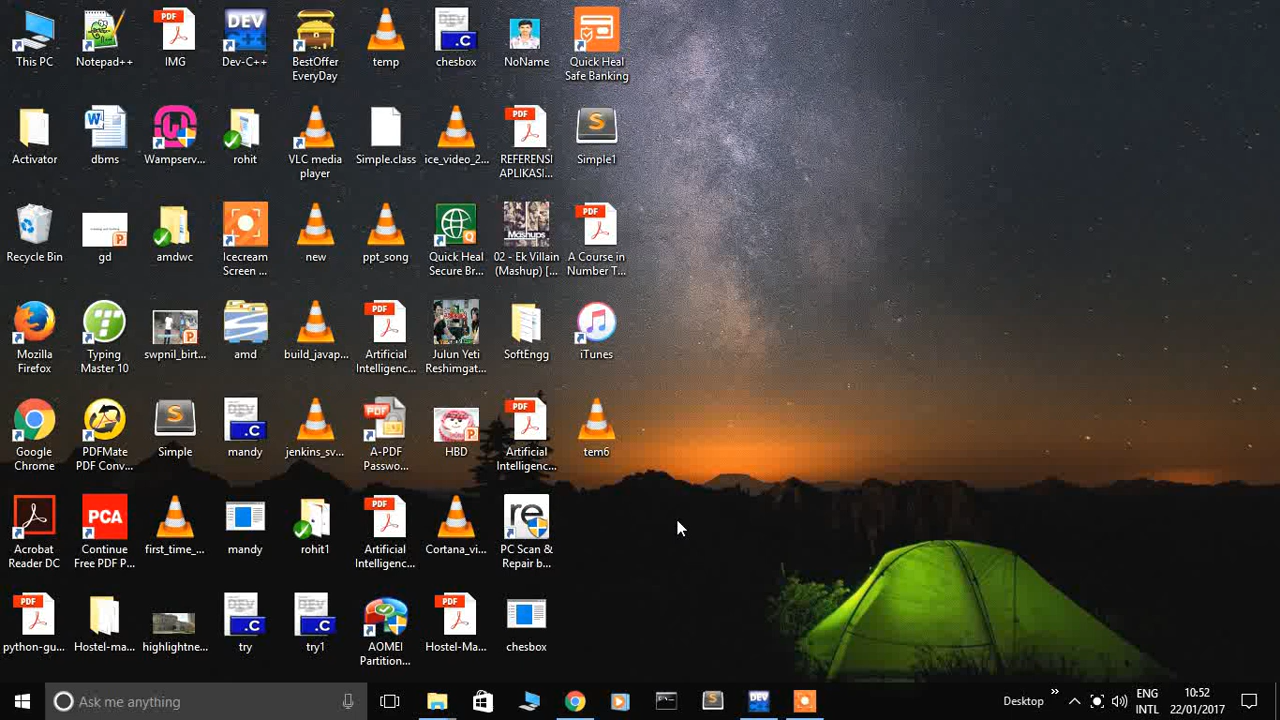 This PC
Notepad++
IMG
Dev-C++
BestOffer
EveryDay
temp
chesbox
NoName
Quick Heal
Safe Banking
Activator
dbms
Wampserv...
rohit
VLC media
player
Simple.class
ice_video_2...
REFERENSI
APLIKASI...
Simple1
Recycle Bin
gd
amdwc
Icecream
Screen ...
new
ppt_song
Quick Heal
Secure Br...
02 - Ek Villain
(Mashup) [...
A Course in
Number T...
Mozilla
Firefox
Typing
Master 10
swpnil_birt...
amd
build_javap...
Artificial
Intelligenc...
Julun Yeti
Reshimgat...
SoftEngg
iTunes
Google
Chrome
PDFMate
PDF Conv...
Simple
mandy
jenkins_sv...
A-PDF
Passwo...
HBD
Artificial
Intelligenc...
tem6
Acrobat
Reader DC
Continue
Free PDF P...
first_time_...
mandy
rohit1
Artificial
Intelligenc...
Cortana_vi...
PC Scan &
Repair b...
python-gu...
Hostel-ma...
highlightne...
try
try1
AOMEI
Partition...
Hostel-Ma...
chesbox
Ask me anything
Desktop
ENG
INTL
22/01/2017